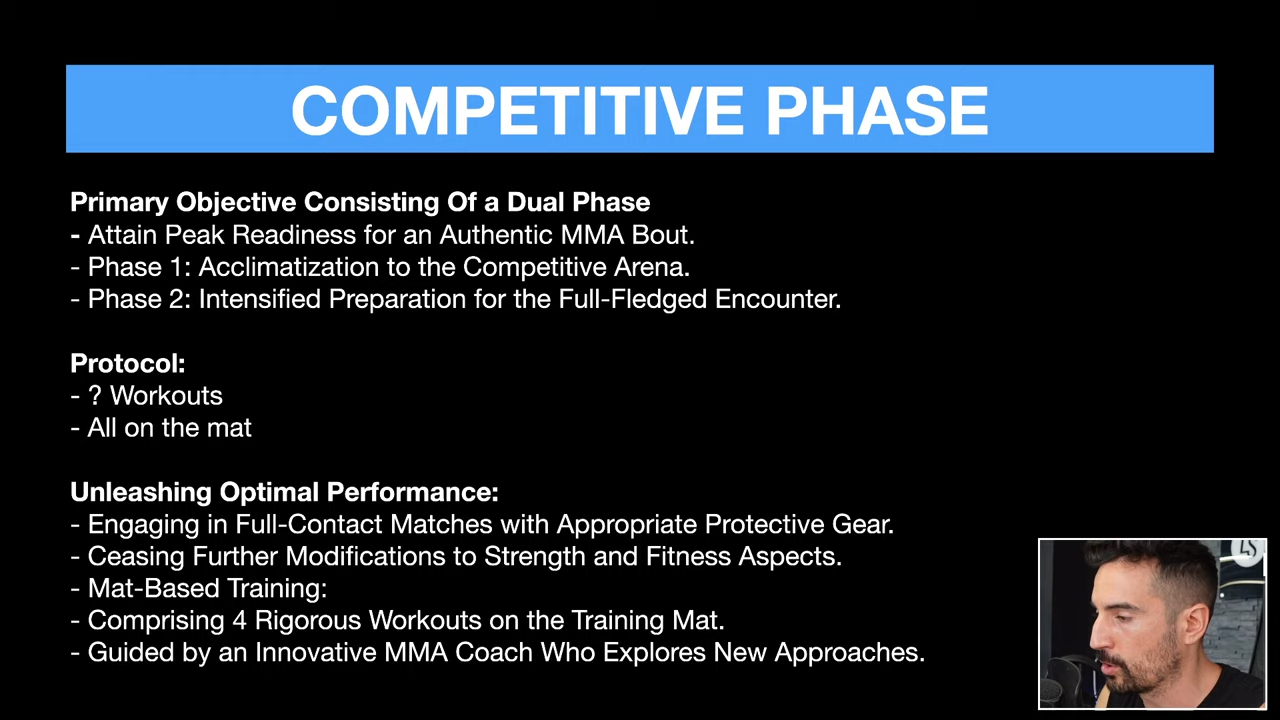 COMPETITIVE PHASE
Primary Objective Consisting Of a Dual Phase
- Attain Peak Readiness for an Authentic MMA Bout.
- Phase 1: Acclimatization to the Competitive Arena.
- Phase 2: Intensified Preparation for the Full-Fledged Encounter.
Protocol:
- ? Workouts
- All on the mat
Unleashing Optimal Performance:
- Engaging in Full-Contact Matches with Appropriate Protective Gear.
- Ceasing Further Modifications to Strength and Fitness Aspects.
- Mat-Based Training:
- Comprising 4 Rigorous Workouts on the Training Mat.
- Guided by an Innovative MMA Coach Who Explores New Approaches.